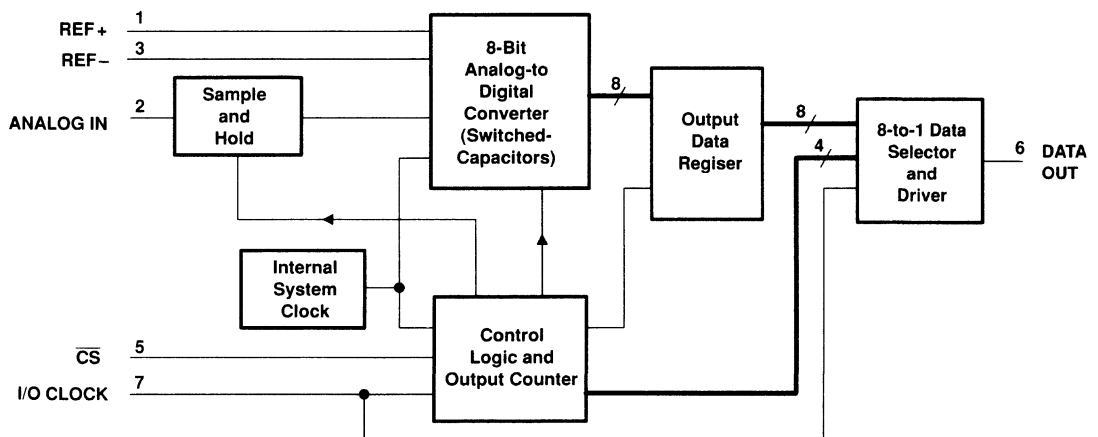 REF+
1
REF−
3
ANALOG IN
2
Sample
and
Hold
8-Bit
Analog-to
Digital
Converter
(Switched-
Capacitors)
8
Output
Data
Regiser
8
4
8-to-1 Data
Selector
and
Driver
6
DATA
OUT
Internal
System
Clock
Control
Logic and
Output Counter
C̅S̅
5
I/O CLOCK
7